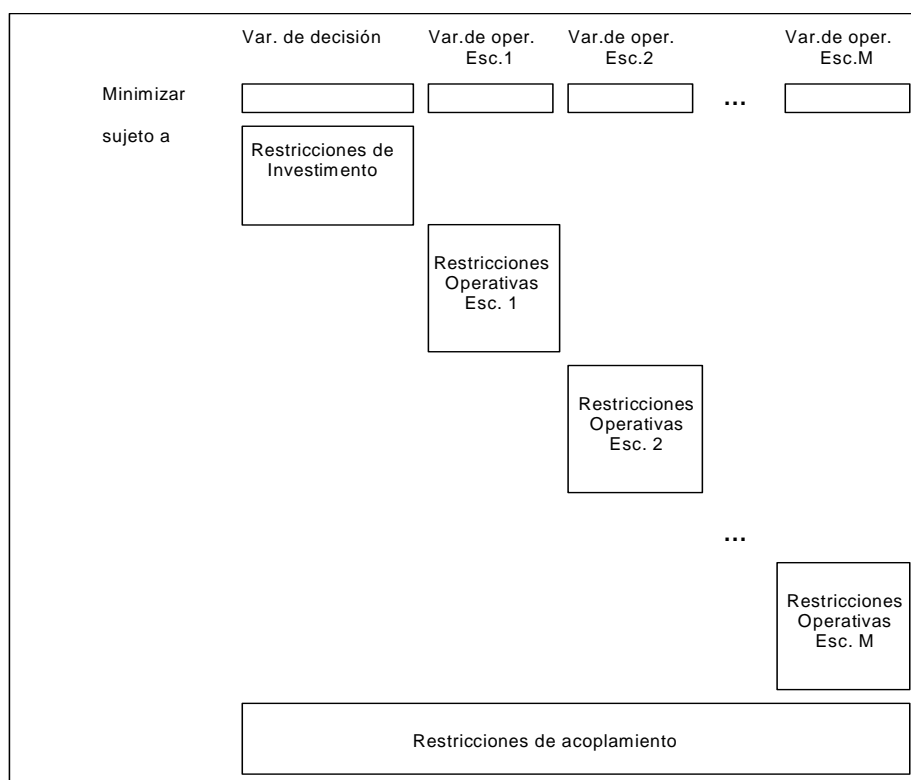 Var. de decisión
Var.de oper.
Esc.1
Var.de oper.
Esc.2
Var.de oper.
Esc.M
Minimizar
...
sujeto a
Restricciones de
Investimento
Restricciones
Operativas
Esc. 1
Restricciones
Operativas
Esc. 2
...
Restricciones
Operativas
Esc. M
Restricciones de acoplamiento